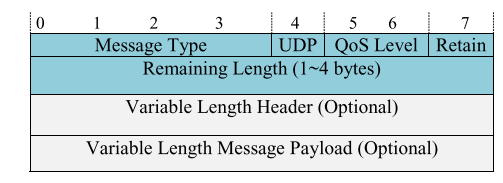 0 1 2 3 4 5 6 7
Message Type UDP QoS Level Retain
Remaining Length (1~4 bytes)
Variable Length Header (Optional)
Variable Length Message Payload (Optional)